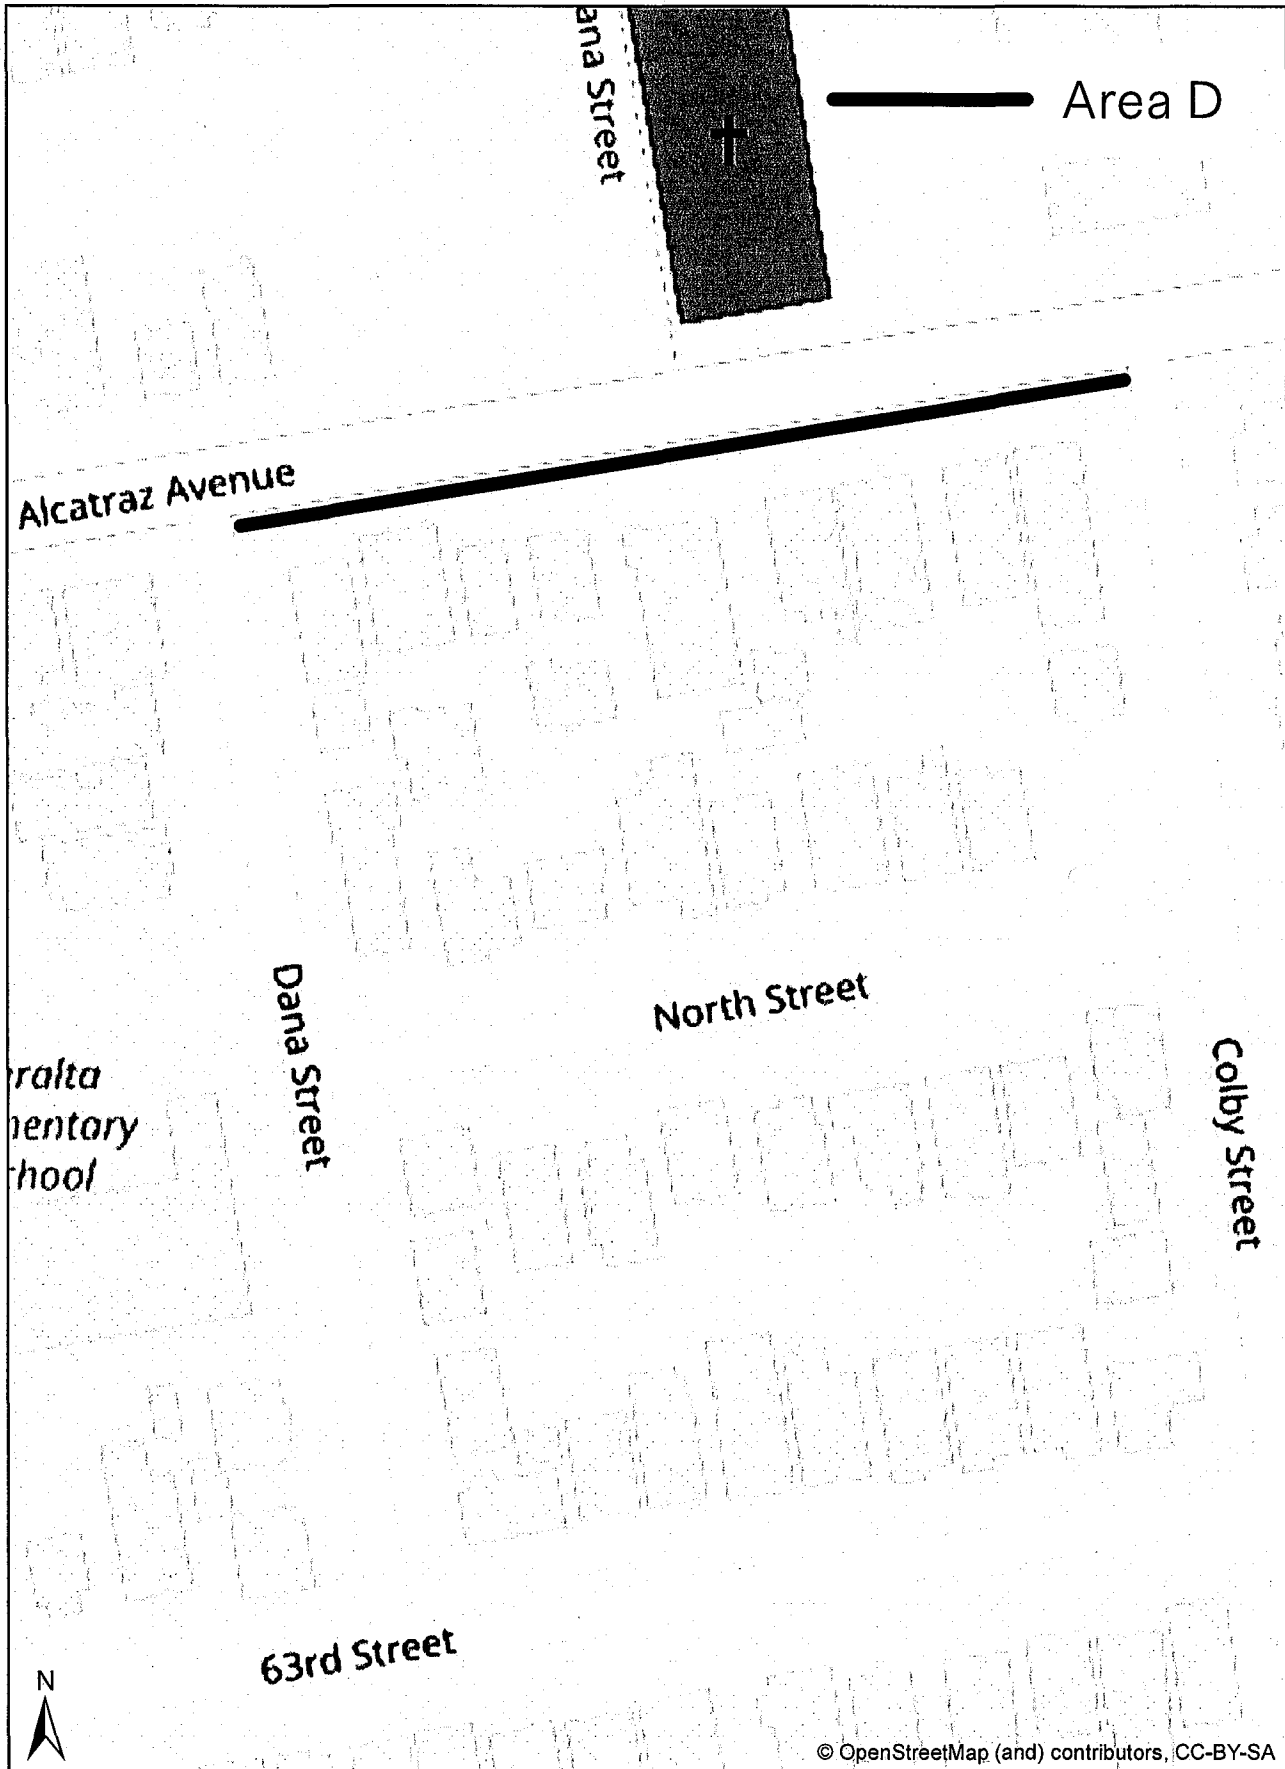 ana Street
Area D
Alcatraz Avenue
Dana Street
North Street
Colby Street
ralta
entary
hool
63rd Street
N
© OpenStreetMap (and) contributors, CC-BY-SA